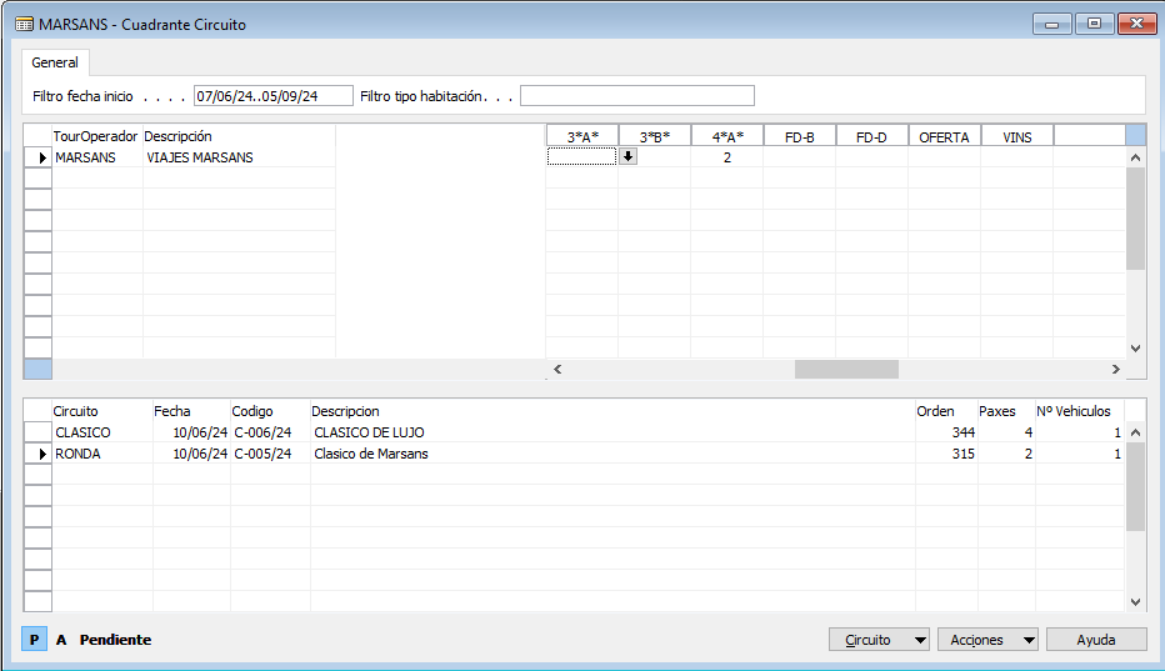 MARSANS - Cuadrante Circuito
General
Filtro fecha inicio . . . . 07/06/24..05/09/24 Filtro tipo habitación. . .
TourOperador Descripción 3*A* 3*B* 4*A* FD-B FD-D OFERTA VINS
MARSANS VIAJES MARSANS 2
Circuito Fecha Codigo Descripcion Orden Paxes Nº Vehiculos
CLASICO 10/06/24 C-006/24 CLASICO DE LUJO 344 4 1
RONDA 10/06/24 C-005/24 Clasico de Marsans 315 2 1
P A Pendiente Circuito Acciones Ayuda